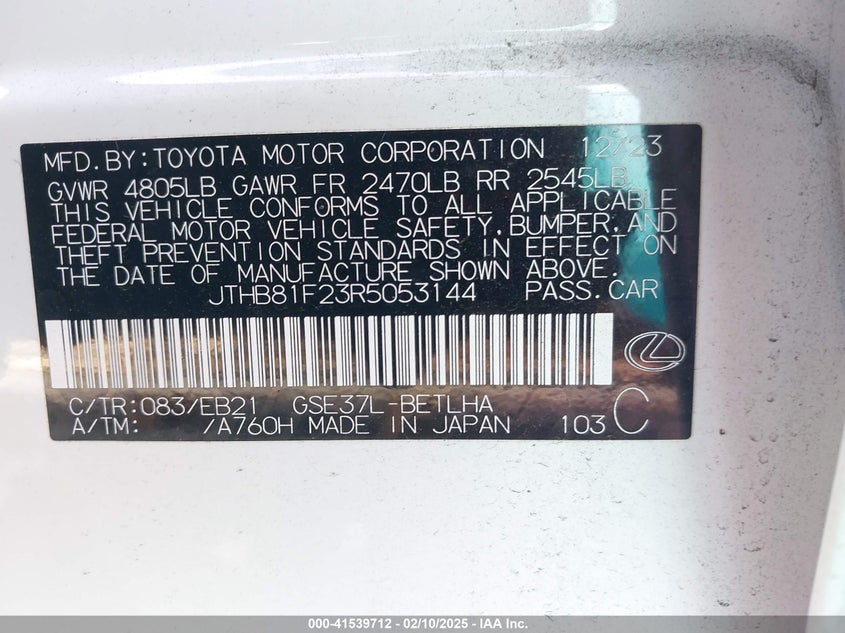 MFD.BY:TOYOTA MOTOR CORPORATION 12/23
GVWR 4805LB GAWR FR 2470LB RR 2545LB
THIS VEHICLE CONFORMS TO ALL APPLICABLE
FEDERAL MOTOR VEHICLE SAFETY,BUMPER,AND
THEFT PREVENTION STANDARDS IN EFFECT ON
THE DATE OF MANUFACTURE SHOWN ABOVE.
JTHB81F23R5053144 PASS.CAR
C/TR:083/EB21 GSE37L-BETLHA
A/TM: /A760H MADE IN JAPAN 103 C
000-41539712 — 02/10/2025 — IAA Inc.